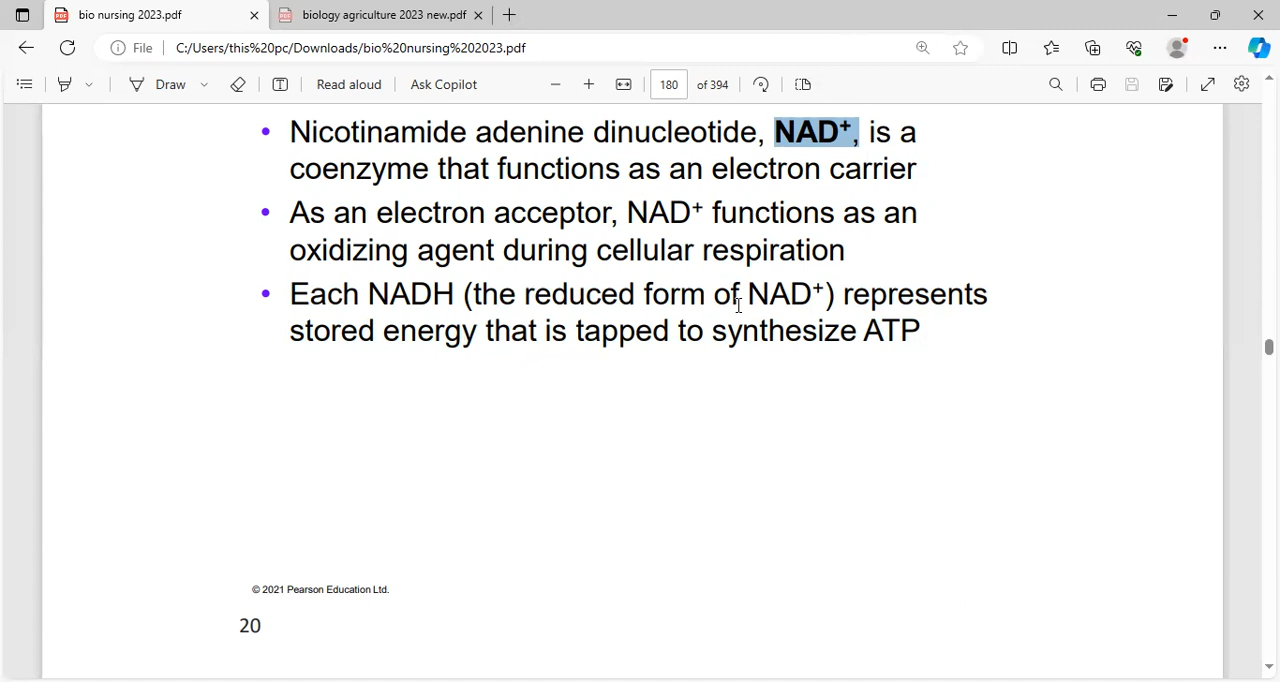 bio nursing 2023.pdf
biology agriculture 2023 new.pdf
File
C:/Users/this%20pc/Downloads/bio%20nursing%202023.pdf
Draw
Read aloud
Ask Copilot
180 of 394
• Nicotinamide adenine dinucleotide, NAD⁺, is a
coenzyme that functions as an electron carrier
• As an electron acceptor, NAD⁺ functions as an
oxidizing agent during cellular respiration
• Each NADH (the reduced form of NAD⁺) represents
stored energy that is tapped to synthesize ATP
© 2021 Pearson Education Ltd.
20